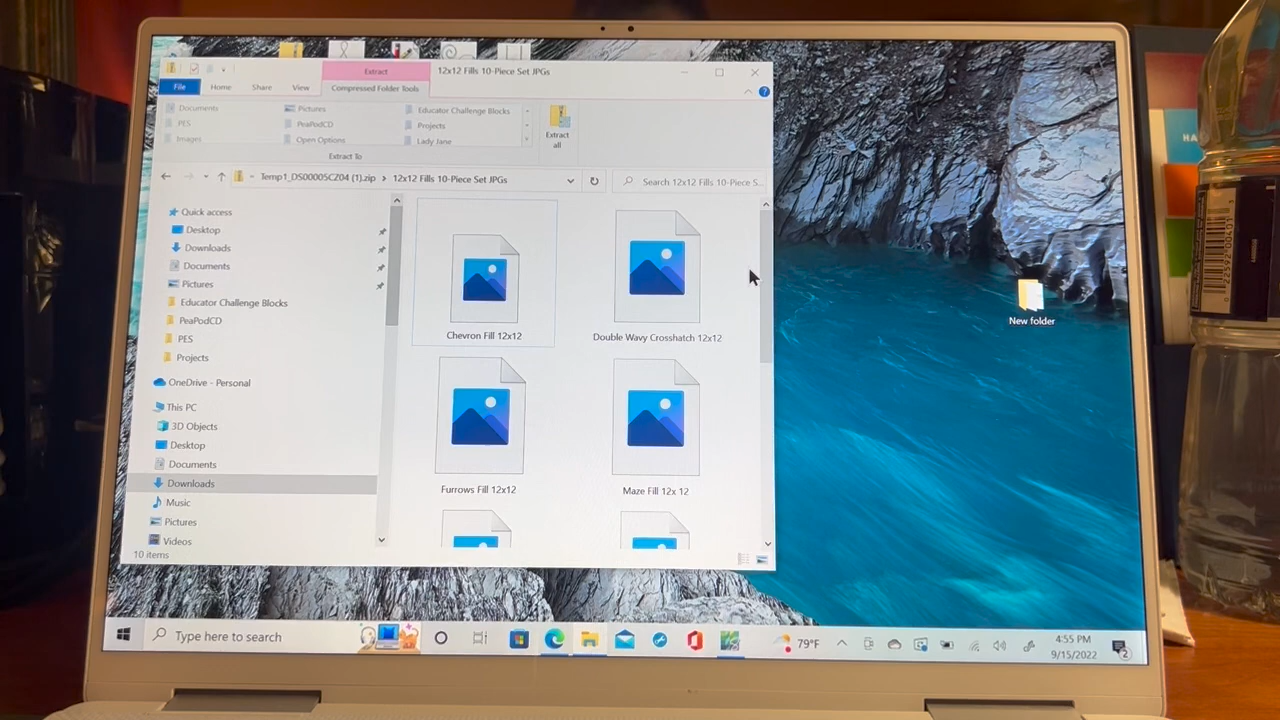 Extract
12x12 Fills 10-Piece Set JPGs
File
Home
Share
View
Compressed Folder Tools
Documents
Pictures
Educator Challenge Blocks
PES
PeaPodCD
Projects
Images
Open Options
Lady Jane
Extract all
Extract To
Temp1_DS00005CZ04 (1).zip > 12x12 Fills 10-Piece Set JPGs
Search 12x12 Fills 10-Piece S...
Quick access
Desktop
Downloads
Documents
Pictures
Educator Challenge Blocks
PeaPodCD
PES
Projects
OneDrive - Personal
This PC
3D Objects
Desktop
Documents
Downloads
Music
Pictures
Videos
10 items
Chevron Fill 12x12
Double Wavy Crosshatch 12x12
Furrows Fill 12x12
Maze Fill 12x 12
New folder
Type here to search
79°F
4:55 PM
9/15/2022
2
HA